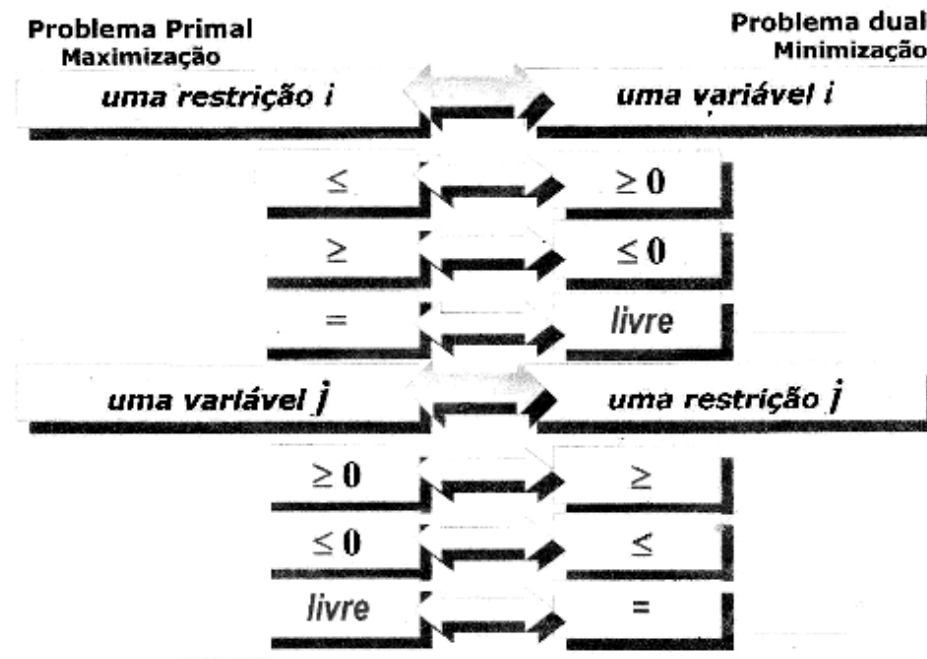 Problema Primal
Maximização
Problema dual
Minimização
uma restrição i
uma variável i
≤
≥ 0
≥
≤ 0
=
livre
uma variável j
uma restrição j
≥ 0
≥
≤ 0
≤
livre
=